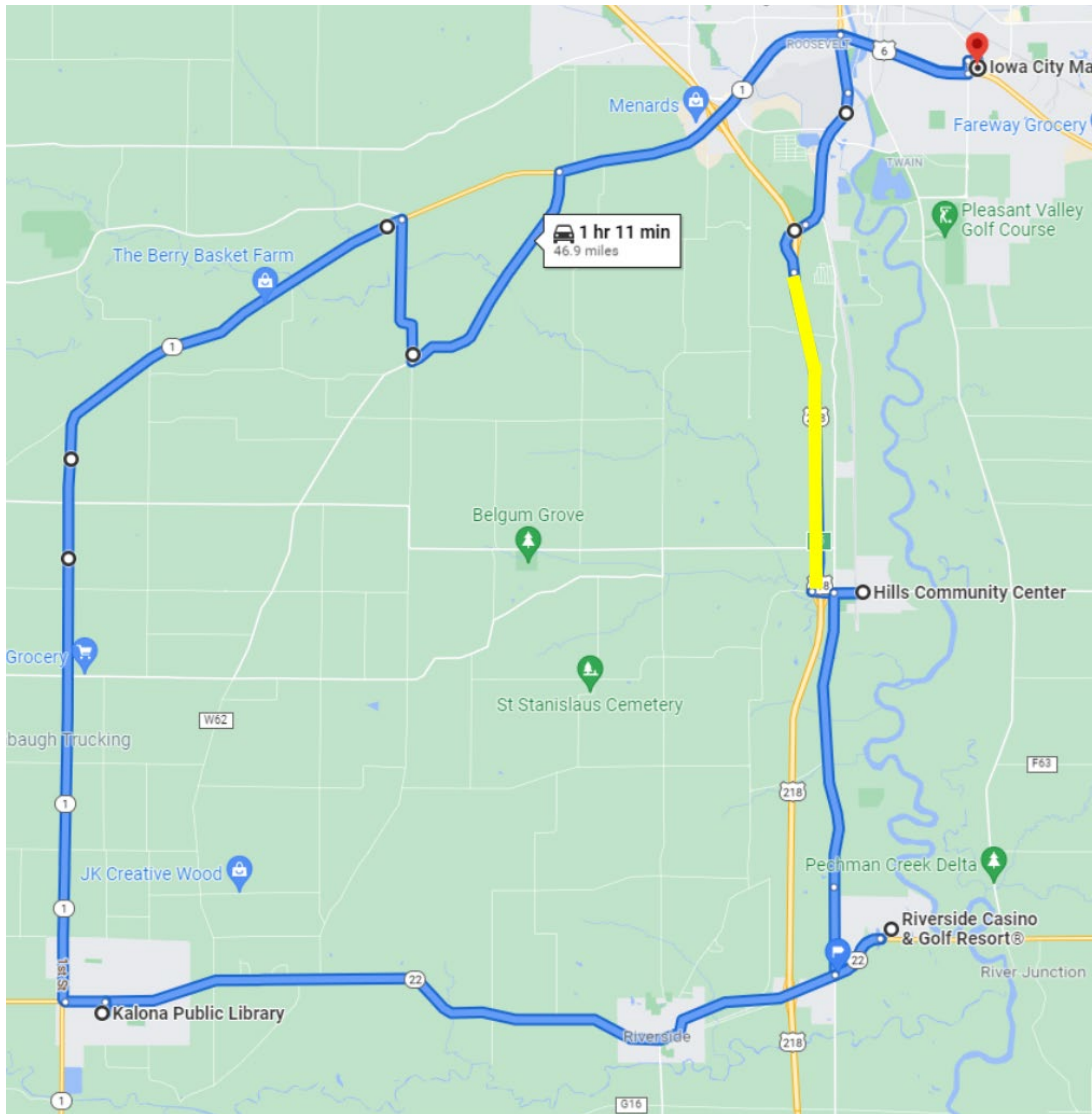 ROOSEVELT
6
Iowa City Ma
1
Menards
Fareway Grocery
TWAIN
Pleasant Valley
Golf Course
1 hr 11 min
46.9 miles
The Berry Basket Farm
1
218
Belgum Grove
218
Hills Community Center
Grocery
St Stanislaus Cemetery
W62
baugh Trucking
F63
218
1
Pechman Creek Delta
JK Creative Wood
1
Riverside Casino
& Golf Resort®
22
1st St
22
River Junction
Kalona Public Library
Riverside
218
1
G16